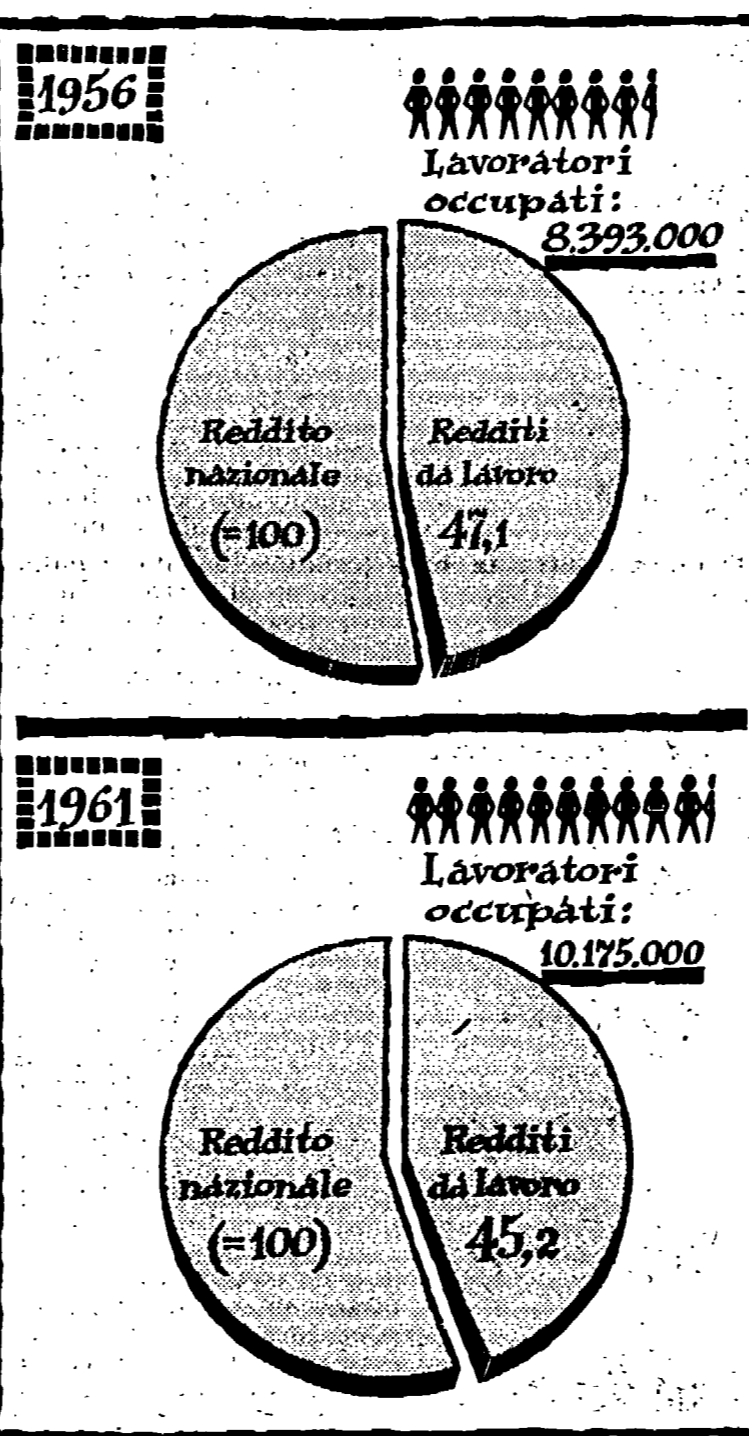 1956
Lavoratori
occupati:
8.393.000
Reddito
nazionale
(=100)
Redditi
da lavoro
47,1
1961
Lavoratori
occupati:
10.175.000
Reddito
nazionale
(=100)
Redditi
da lavoro
45,2